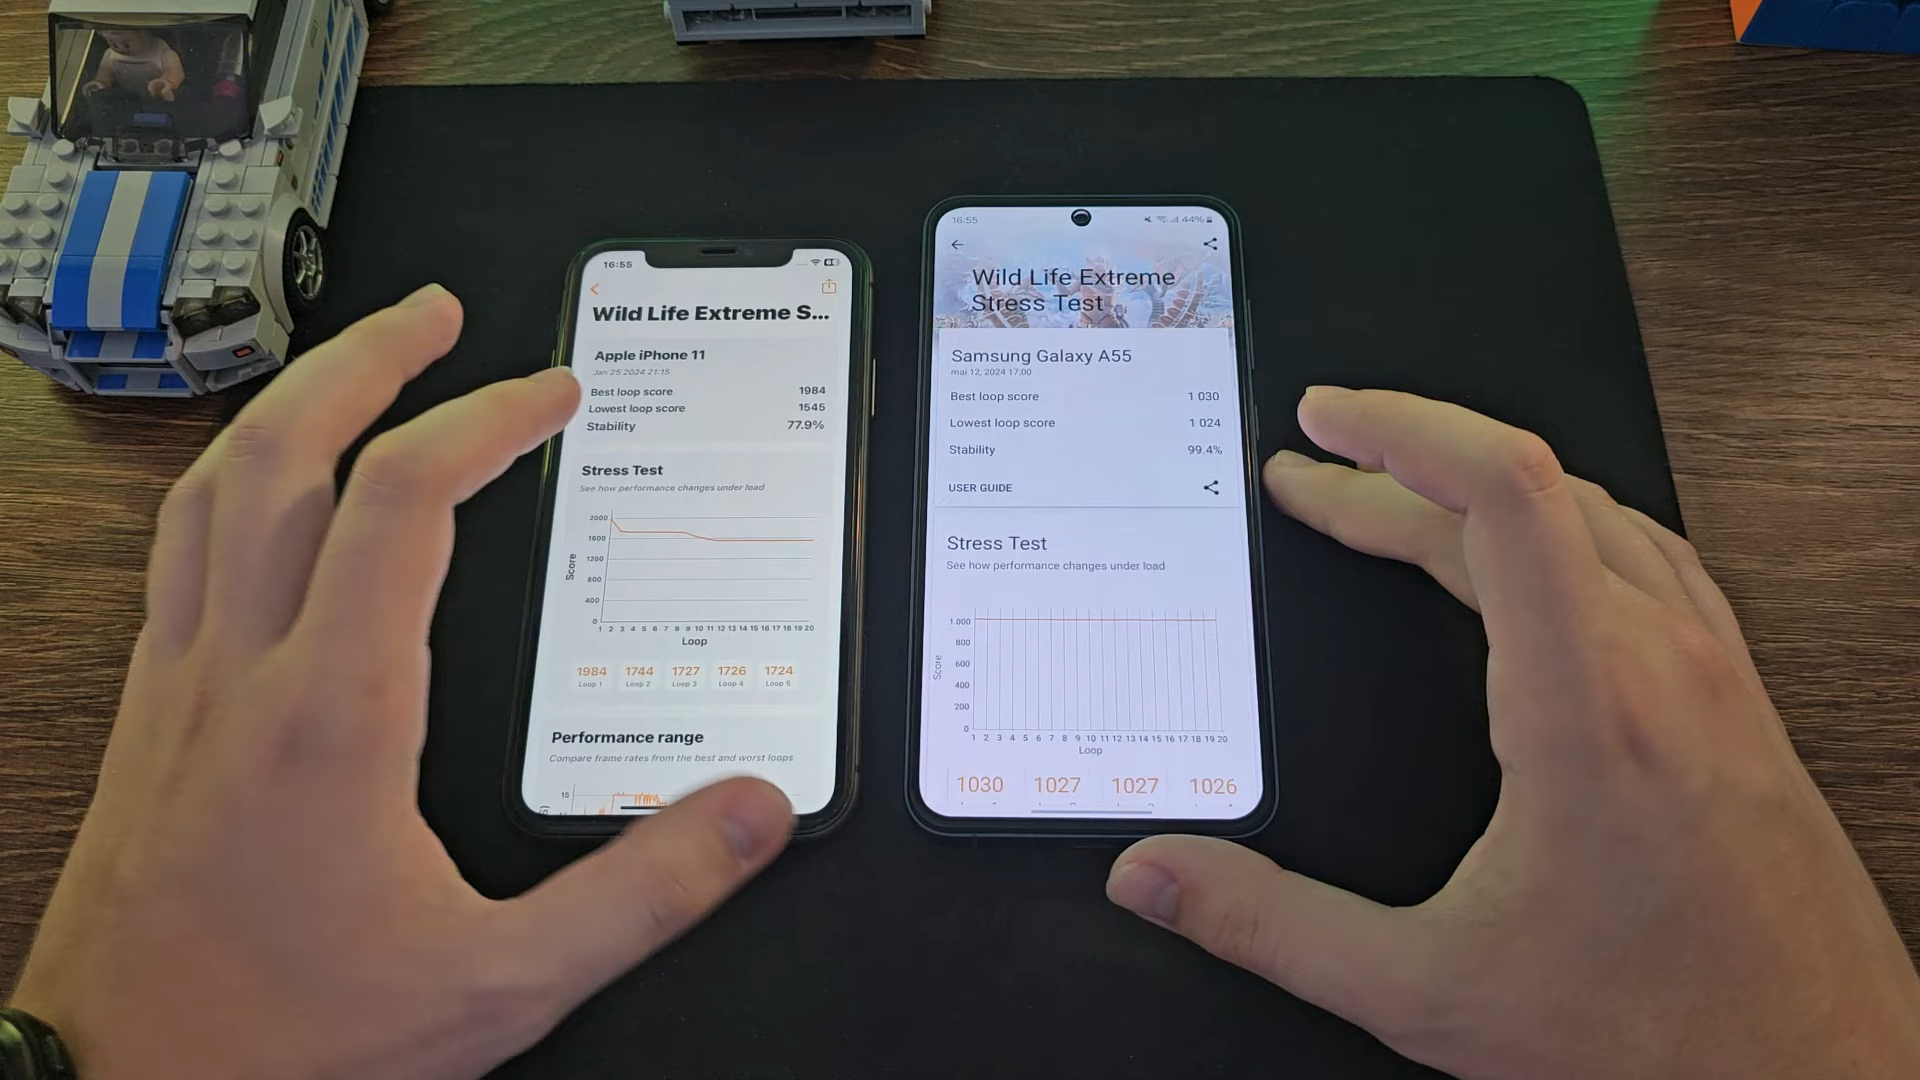 16:55
Wild Life Extreme S...
Apple iPhone 11
Jan 25 2024 21:15
Best loop score 1984
Lowest loop score 1545
Stability 77.9%
Stress Test
See how performance changes under load
2000
1600
1200
800
400
0
Score
1 2 3 4 5 6 7 8 9 10 11 12 13 14 15 16 17 18 19 20
Loop
1984 1744 1727 1726 1724
Loop 1 Loop 2 Loop 3 Loop 4 Loop 5
Performance range
Compare frame rates from the best and worst loops
15
16:55 44%
Wild Life Extreme
Stress Test
Samsung Galaxy A55
mai 12, 2024 17:00
Best loop score 1 030
Lowest loop score 1 024
Stability 99.4%
USER GUIDE
Stress Test
See how performance changes under load
1 000
800
600
400
200
0
Score
1 2 3 4 5 6 7 8 9 10 11 12 13 14 15 16 17 18 19 20
Loop
1030 1027 1027 1026